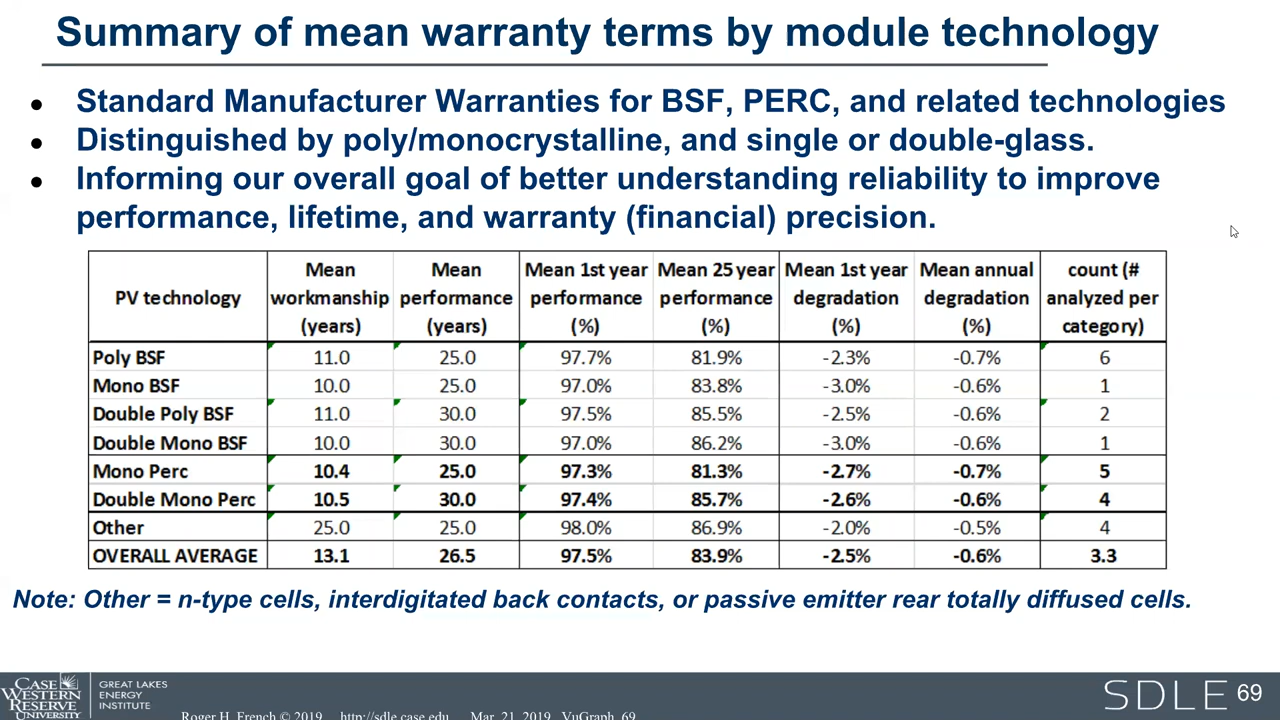 Summary of mean warranty terms by module technology
● Standard Manufacturer Warranties for BSF, PERC, and related technologies
● Distinguished by poly/monocrystalline, and single or double-glass.
● Informing our overall goal of better understanding reliability to improve
performance, lifetime, and warranty (financial) precision.
PV technology Mean workmanship (years) Mean performance (years) Mean 1st year performance (%) Mean 25 year performance (%) Mean 1st year degradation (%) Mean annual degradation (%) count (# analyzed per category)
Poly BSF 11.0 25.0 97.7% 81.9% -2.3% -0.7% 6
Mono BSF 10.0 25.0 97.0% 83.8% -3.0% -0.6% 1
Double Poly BSF 11.0 30.0 97.5% 85.5% -2.5% -0.6% 2
Double Mono BSF 10.0 30.0 97.0% 86.2% -3.0% -0.6% 1
Mono Perc 10.4 25.0 97.3% 81.3% -2.7% -0.7% 5
Double Mono Perc 10.5 30.0 97.4% 85.7% -2.6% -0.6% 4
Other 25.0 25.0 98.0% 86.9% -2.0% -0.5% 4
OVERALL AVERAGE 13.1 26.5 97.5% 83.9% -2.5% -0.6% 3.3
Note: Other = n-type cells, interdigitated back contacts, or passive emitter rear totally diffused cells.
CASE
WESTERN
RESERVE
UNIVERSITY
GREAT LAKES
ENERGY
INSTITUTE
Roger H. French © 2019 http://sdle.case.edu Mar. 21, 2019 VuGraph 69
SDLE 69